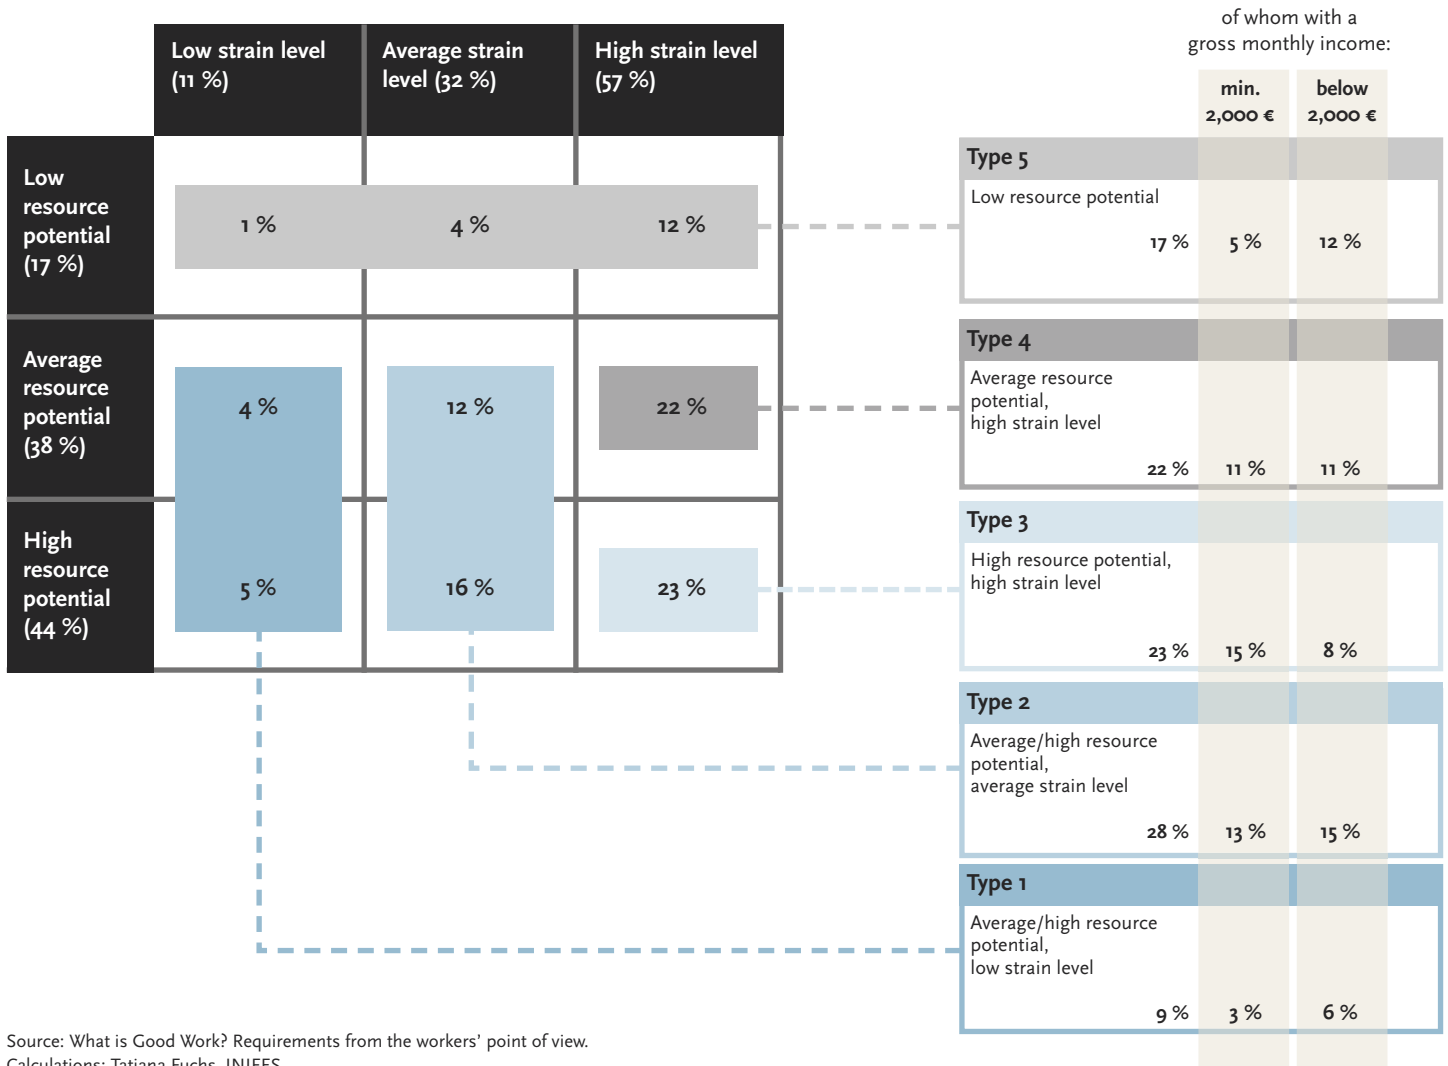 Low strain level
(11 %)
Average strain
level (32 %)
High strain level
(57 %)
Low
resource
potential
(17 %)
1 %
4 %
12 %
Average
resource
potential
(38 %)
4 %
12 %
22 %
High
resource
potential
(44 %)
5 %
16 %
23 %
of whom with a
gross monthly income:
min.
2,000 €
below
2,000 €
Type 5
Low resource potential
17 %
5 %
12 %
Type 4
Average resource
potential,
high strain level
22 %
11 %
11 %
Type 3
High resource potential,
high strain level
23 %
15 %
8 %
Type 2
Average/high resource
potential,
average strain level
28 %
13 %
15 %
Type 1
Average/high resource
potential,
low strain level
9 %
3 %
6 %
Source: What is Good Work? Requirements from the workers’ point of view.
Calculations: Tatjana Fuchs, INIFES